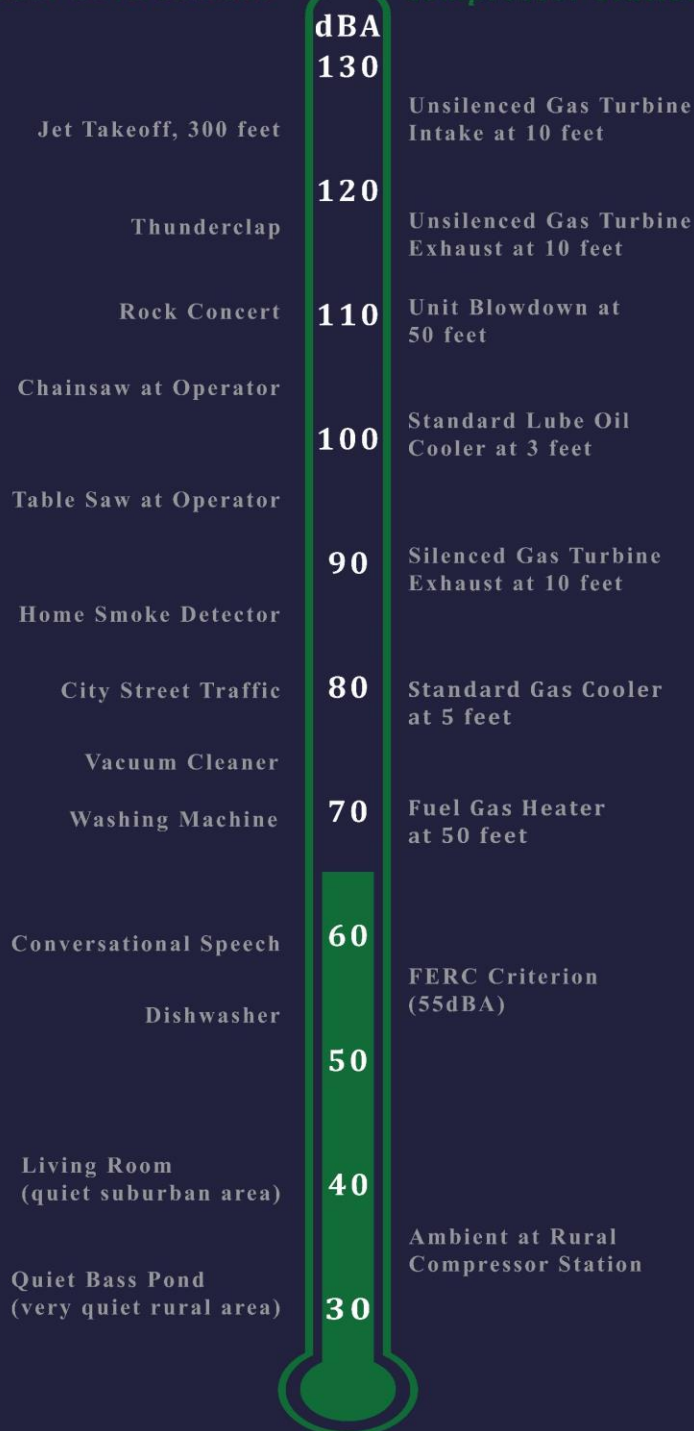 dBA
130
Jet Takeoff, 300 feet
Unsilenced Gas Turbine
Intake at 10 feet
120
Thunderclap
Unsilenced Gas Turbine
Exhaust at 10 feet
Rock Concert
110
Unit Blowdown at
50 feet
Chainsaw at Operator
100
Standard Lube Oil
Cooler at 3 feet
Table Saw at Operator
90
Silenced Gas Turbine
Exhaust at 10 feet
Home Smoke Detector
City Street Traffic
80
Standard Gas Cooler
at 5 feet
Vacuum Cleaner
Washing Machine
70
Fuel Gas Heater
at 50 feet
Conversational Speech
60
FERC Criterion
(55dBA)
Dishwasher
50
Living Room
(quiet suburban area)
40
Ambient at Rural
Compressor Station
Quiet Bass Pond
(very quiet rural area)
30